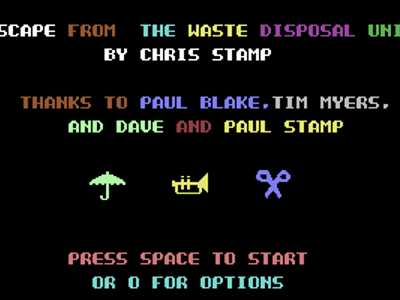 SCAPE FROM THE WASTE DISPOSAL UNI
BY CHRIS STAMP
THANKS TO PAUL BLAKE,TIM MYERS,
AND DAVE AND PAUL STAMP
PRESS SPACE TO START
OR O FOR OPTIONS